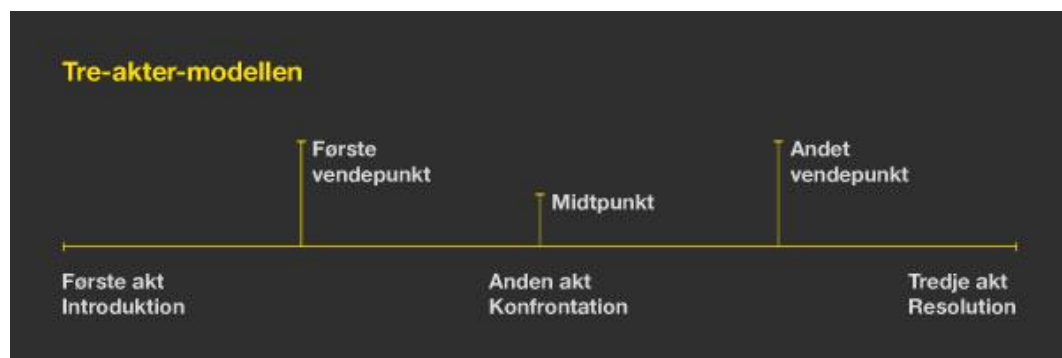 Tre-akter-modellen
Første
vendepunkt
Midtpunkt
Andet
vendepunkt
Første akt
Introduktion
Anden akt
Konfrontation
Tredje akt
Resolution